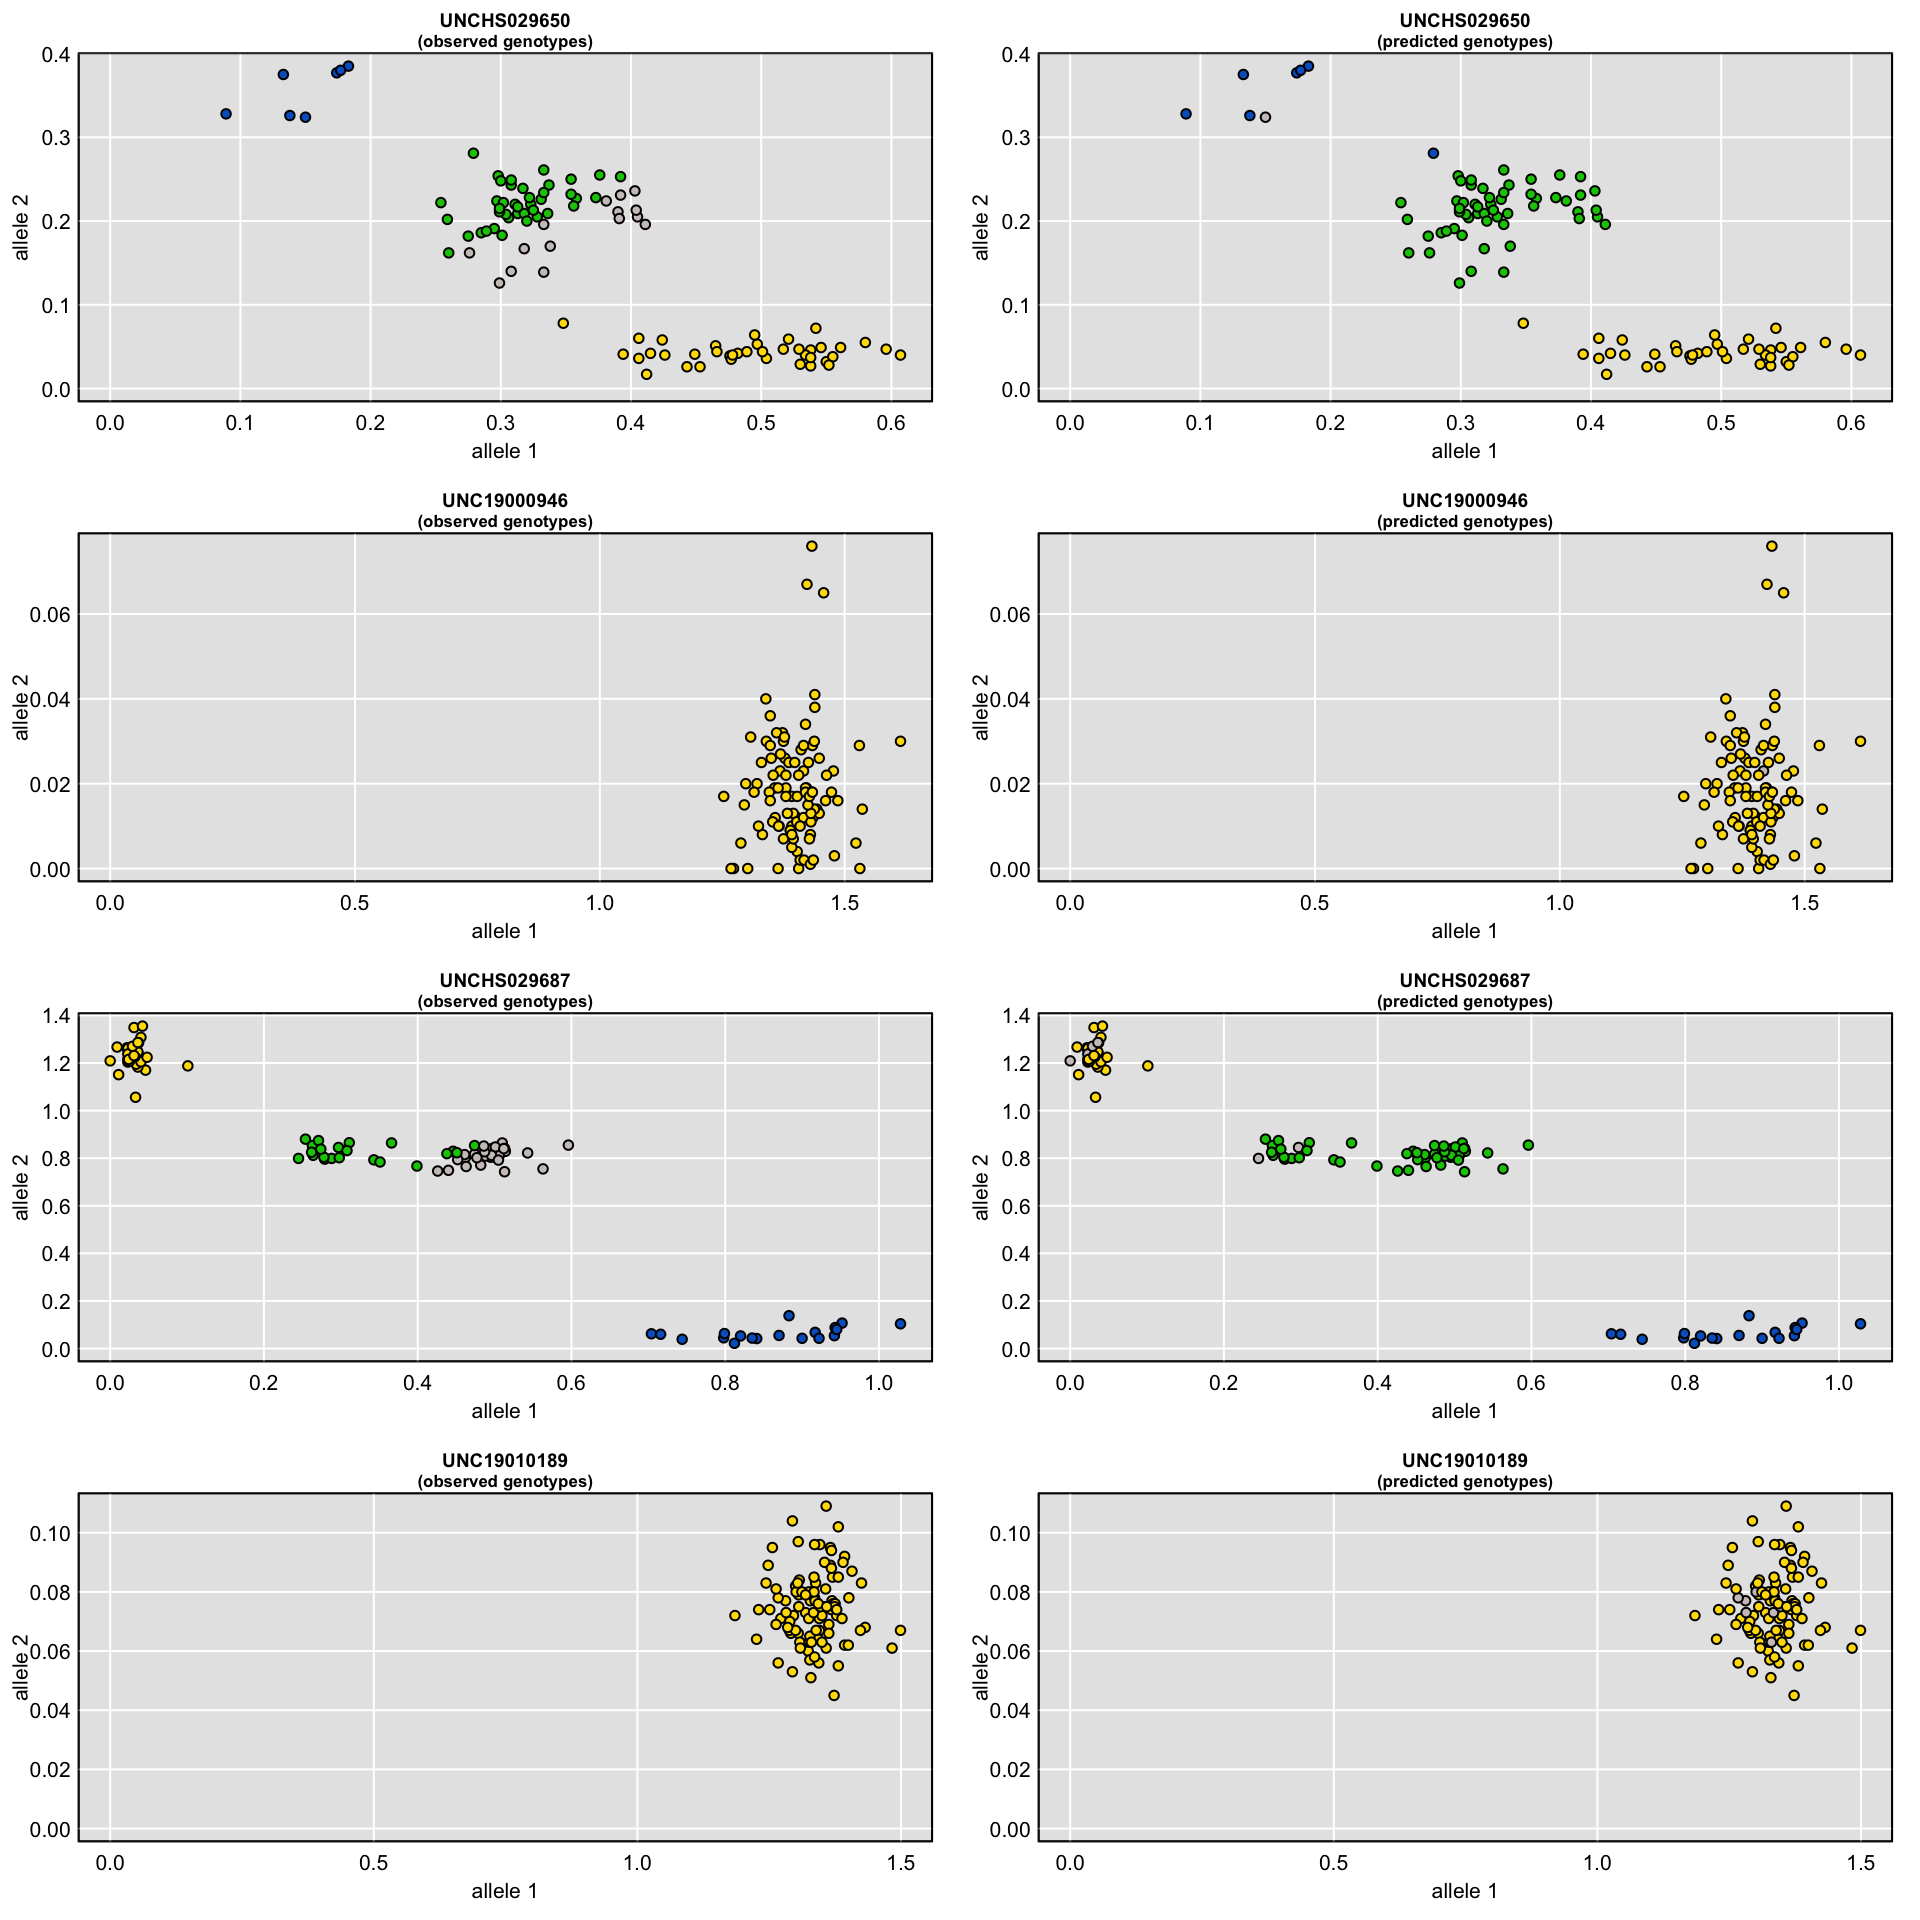 UNCHS029650
(observed genotypes)
allele 2
0.4
0.3
0.2
0.1
0.0
0.0 0.1 0.2 0.3 0.4 0.5 0.6
allele 1
UNCHS029650
(predicted genotypes)
allele 2
0.4
0.3
0.2
0.1
0.0
0.0 0.1 0.2 0.3 0.4 0.5 0.6
allele 1
UNC19000946
(observed genotypes)
allele 2
0.06
0.04
0.02
0.00
0.0 0.5 1.0 1.5
allele 1
UNC19000946
(predicted genotypes)
allele 2
0.06
0.04
0.02
0.00
0.0 0.5 1.0 1.5
allele 1
UNCHS029687
(observed genotypes)
allele 2
1.4
1.2
1.0
0.8
0.6
0.4
0.2
0.0
0.0 0.2 0.4 0.6 0.8 1.0
allele 1
UNCHS029687
(predicted genotypes)
allele 2
1.4
1.2
1.0
0.8
0.6
0.4
0.2
0.0
0.0 0.2 0.4 0.6 0.8 1.0
allele 1
UNC19010189
(observed genotypes)
allele 2
0.10
0.08
0.06
0.04
0.02
0.00
0.0 0.5 1.0 1.5
allele 1
UNC19010189
(predicted genotypes)
allele 2
0.10
0.08
0.06
0.04
0.02
0.00
0.0 0.5 1.0 1.5
allele 1